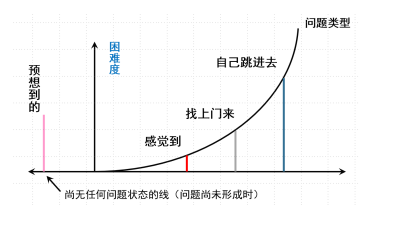 问题类型
困难度
自己跳进去
预想到的
找上门来
感觉到
尚无任何问题状态的线（问题尚未形成时）